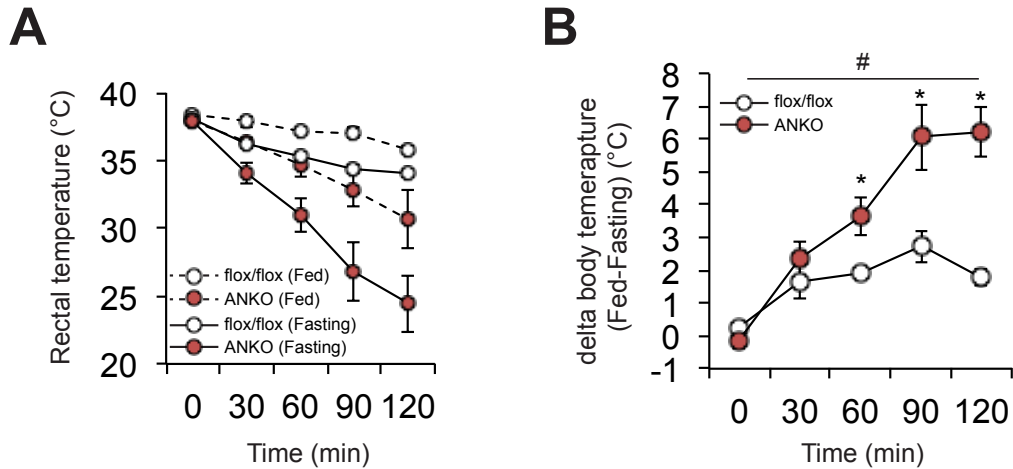 A
Rectal temperature (°C)
40
35
30
25
20
flox/flox (Fed)
ANKO (Fed)
flox/flox (Fasting)
ANKO (Fasting)
0 30 60 90 120
Time (min)
B
delta body temerapture
(Fed-Fasting) (°C)
8
7
6
5
4
3
2
1
0
-1
#
flox/flox
ANKO
*
*
*
0 30 60 90 120
Time (min)